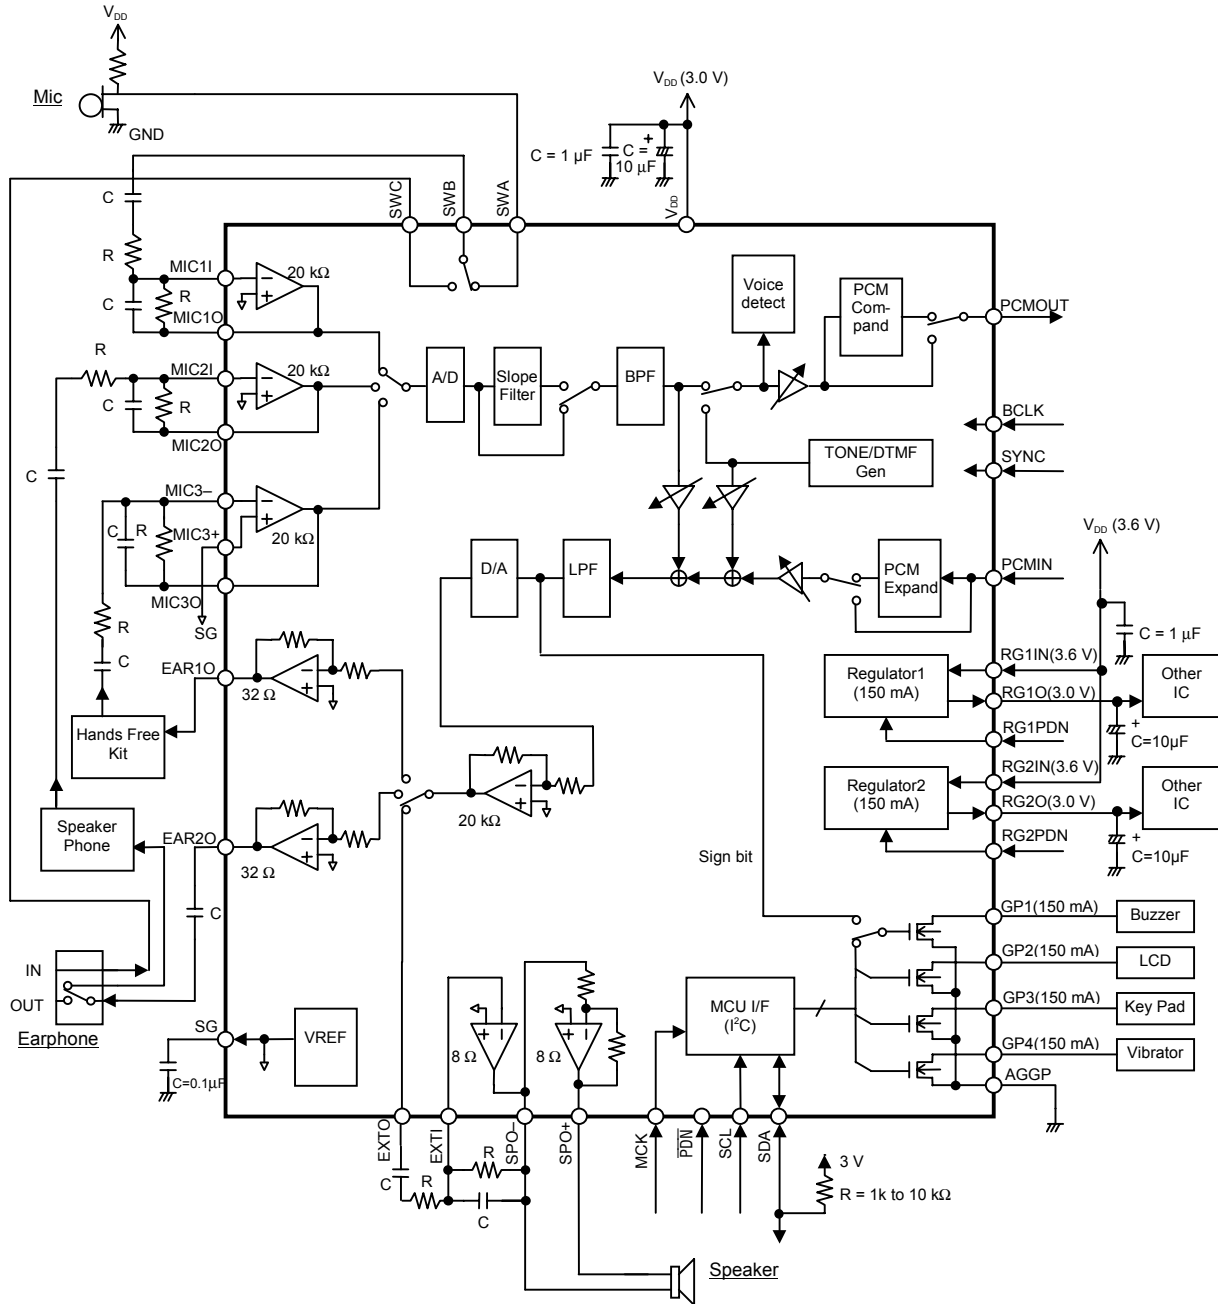 VDD
Mic
GND
VDD (3.0 V)
C = 1 µF
C = 10 µF
+
SWC
SWB
SWA
VDD
C
R
MIC1I
20 kΩ
C
R
MIC1O
–
+
Voice detect
PCM Com-pand
PCMOUT
R
MIC2I
20 kΩ
C
R
MIC2O
–
+
A/D
Slope Filter
BPF
BCLK
TONE/DTMF Gen
SYNC
C
MIC3–
C
R
MIC3+
20 kΩ
–
+
VDD (3.6 V)
D/A
LPF
PCM Expand
PCMIN
MIC3O
SG
R
C
C = 1 µF
EAR1O
32 Ω
–
+
Regulator1 (150 mA)
RG1IN(3.6 V)
RG1O(3.0 V)
Other IC
+
C=10µF
RG1PDN
Hands Free Kit
–
+
20 kΩ
Regulator2 (150 mA)
RG2IN(3.6 V)
RG2O(3.0 V)
Other IC
+
C=10µF
RG2PDN
Speaker Phone
EAR2O
32 Ω
–
+
Sign bit
C
GP1(150 mA)
Buzzer
IN
OUT
Earphone
GP2(150 mA)
LCD
GP3(150 mA)
Key Pad
GP4(150 mA)
Vibrator
AGGP
SG
VREF
C=0.1µF
+ –
8 Ω
+ –
8 Ω
MCU I/F
(I²C)
EXTO
EXTI
SPO–
SPO+
MCK
PDN
SCL
SDA
C
R
R
C
3 V
R = 1k to 10 kΩ
Speaker